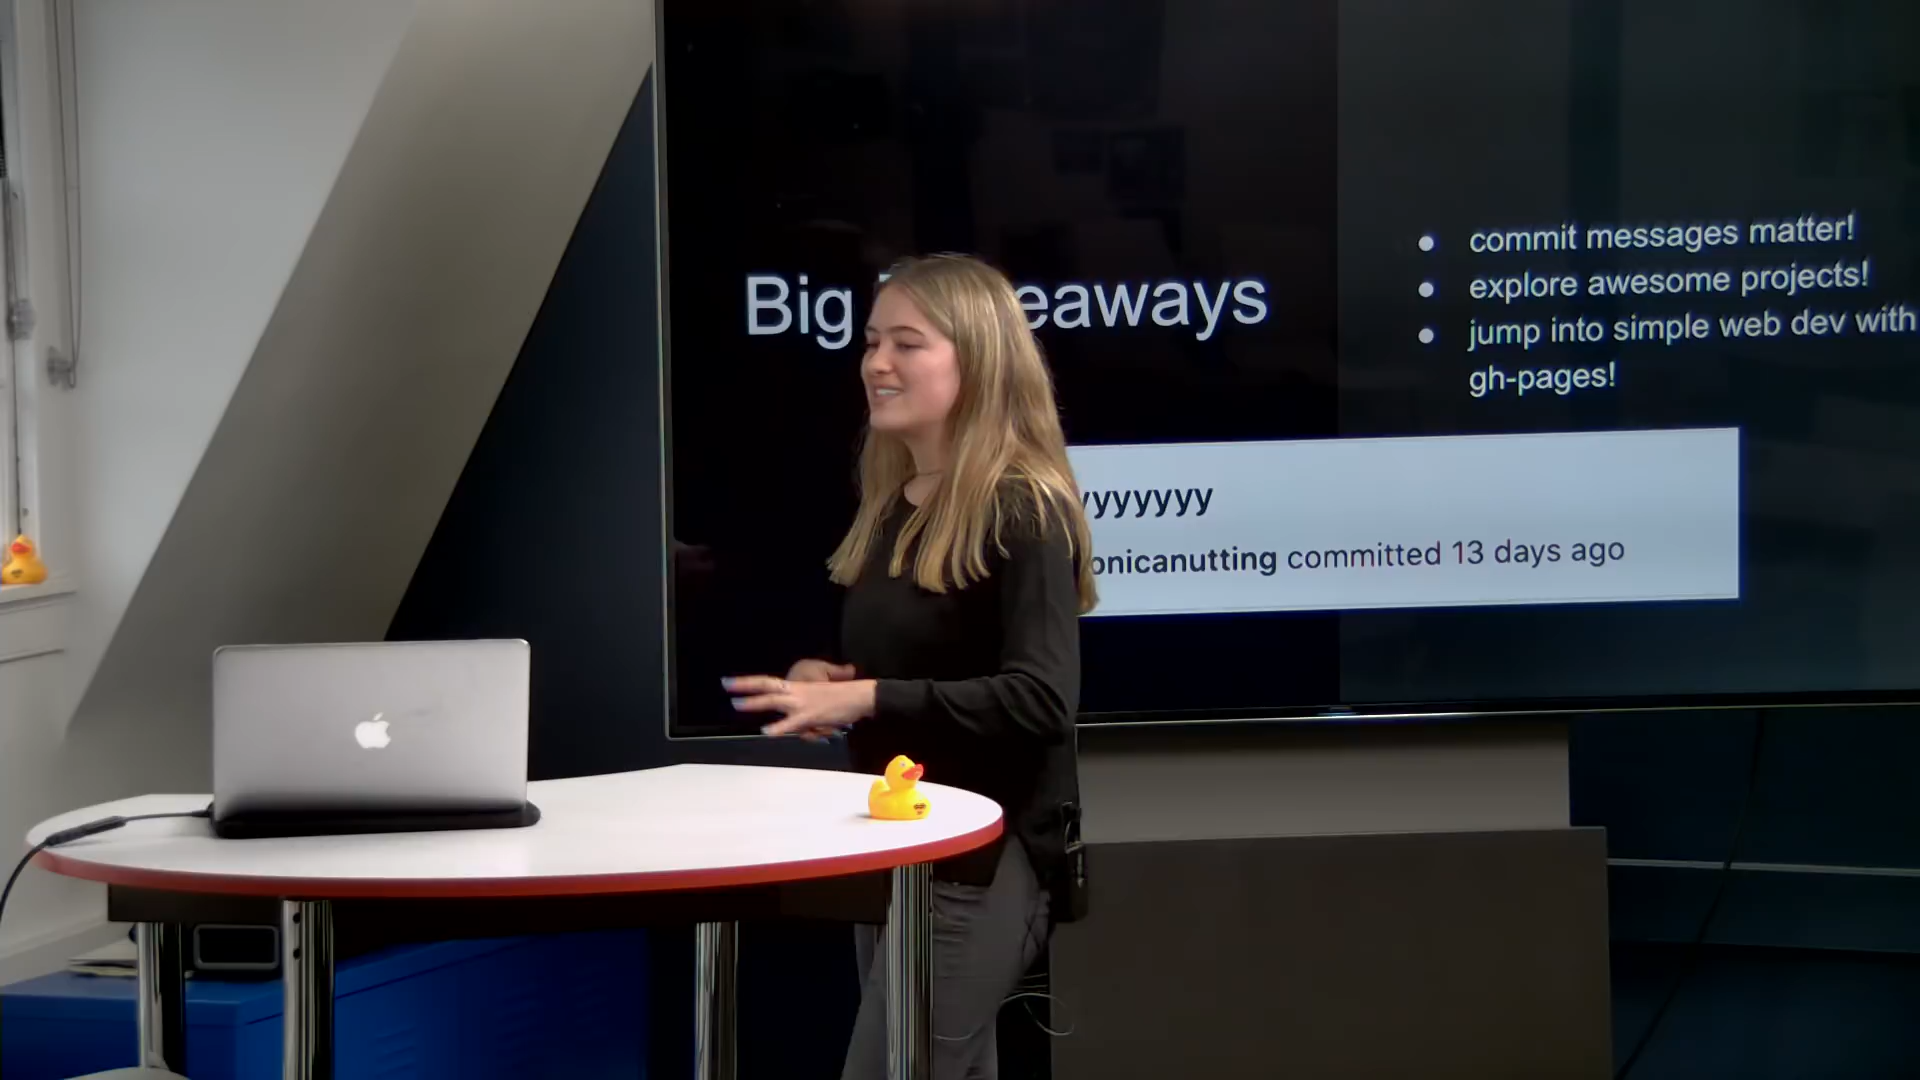 Big eaways
commit messages matter!
explore awesome projects!
jump into simple web dev with
gh-pages!
yyyyyyy
onicanutting committed 13 days ago